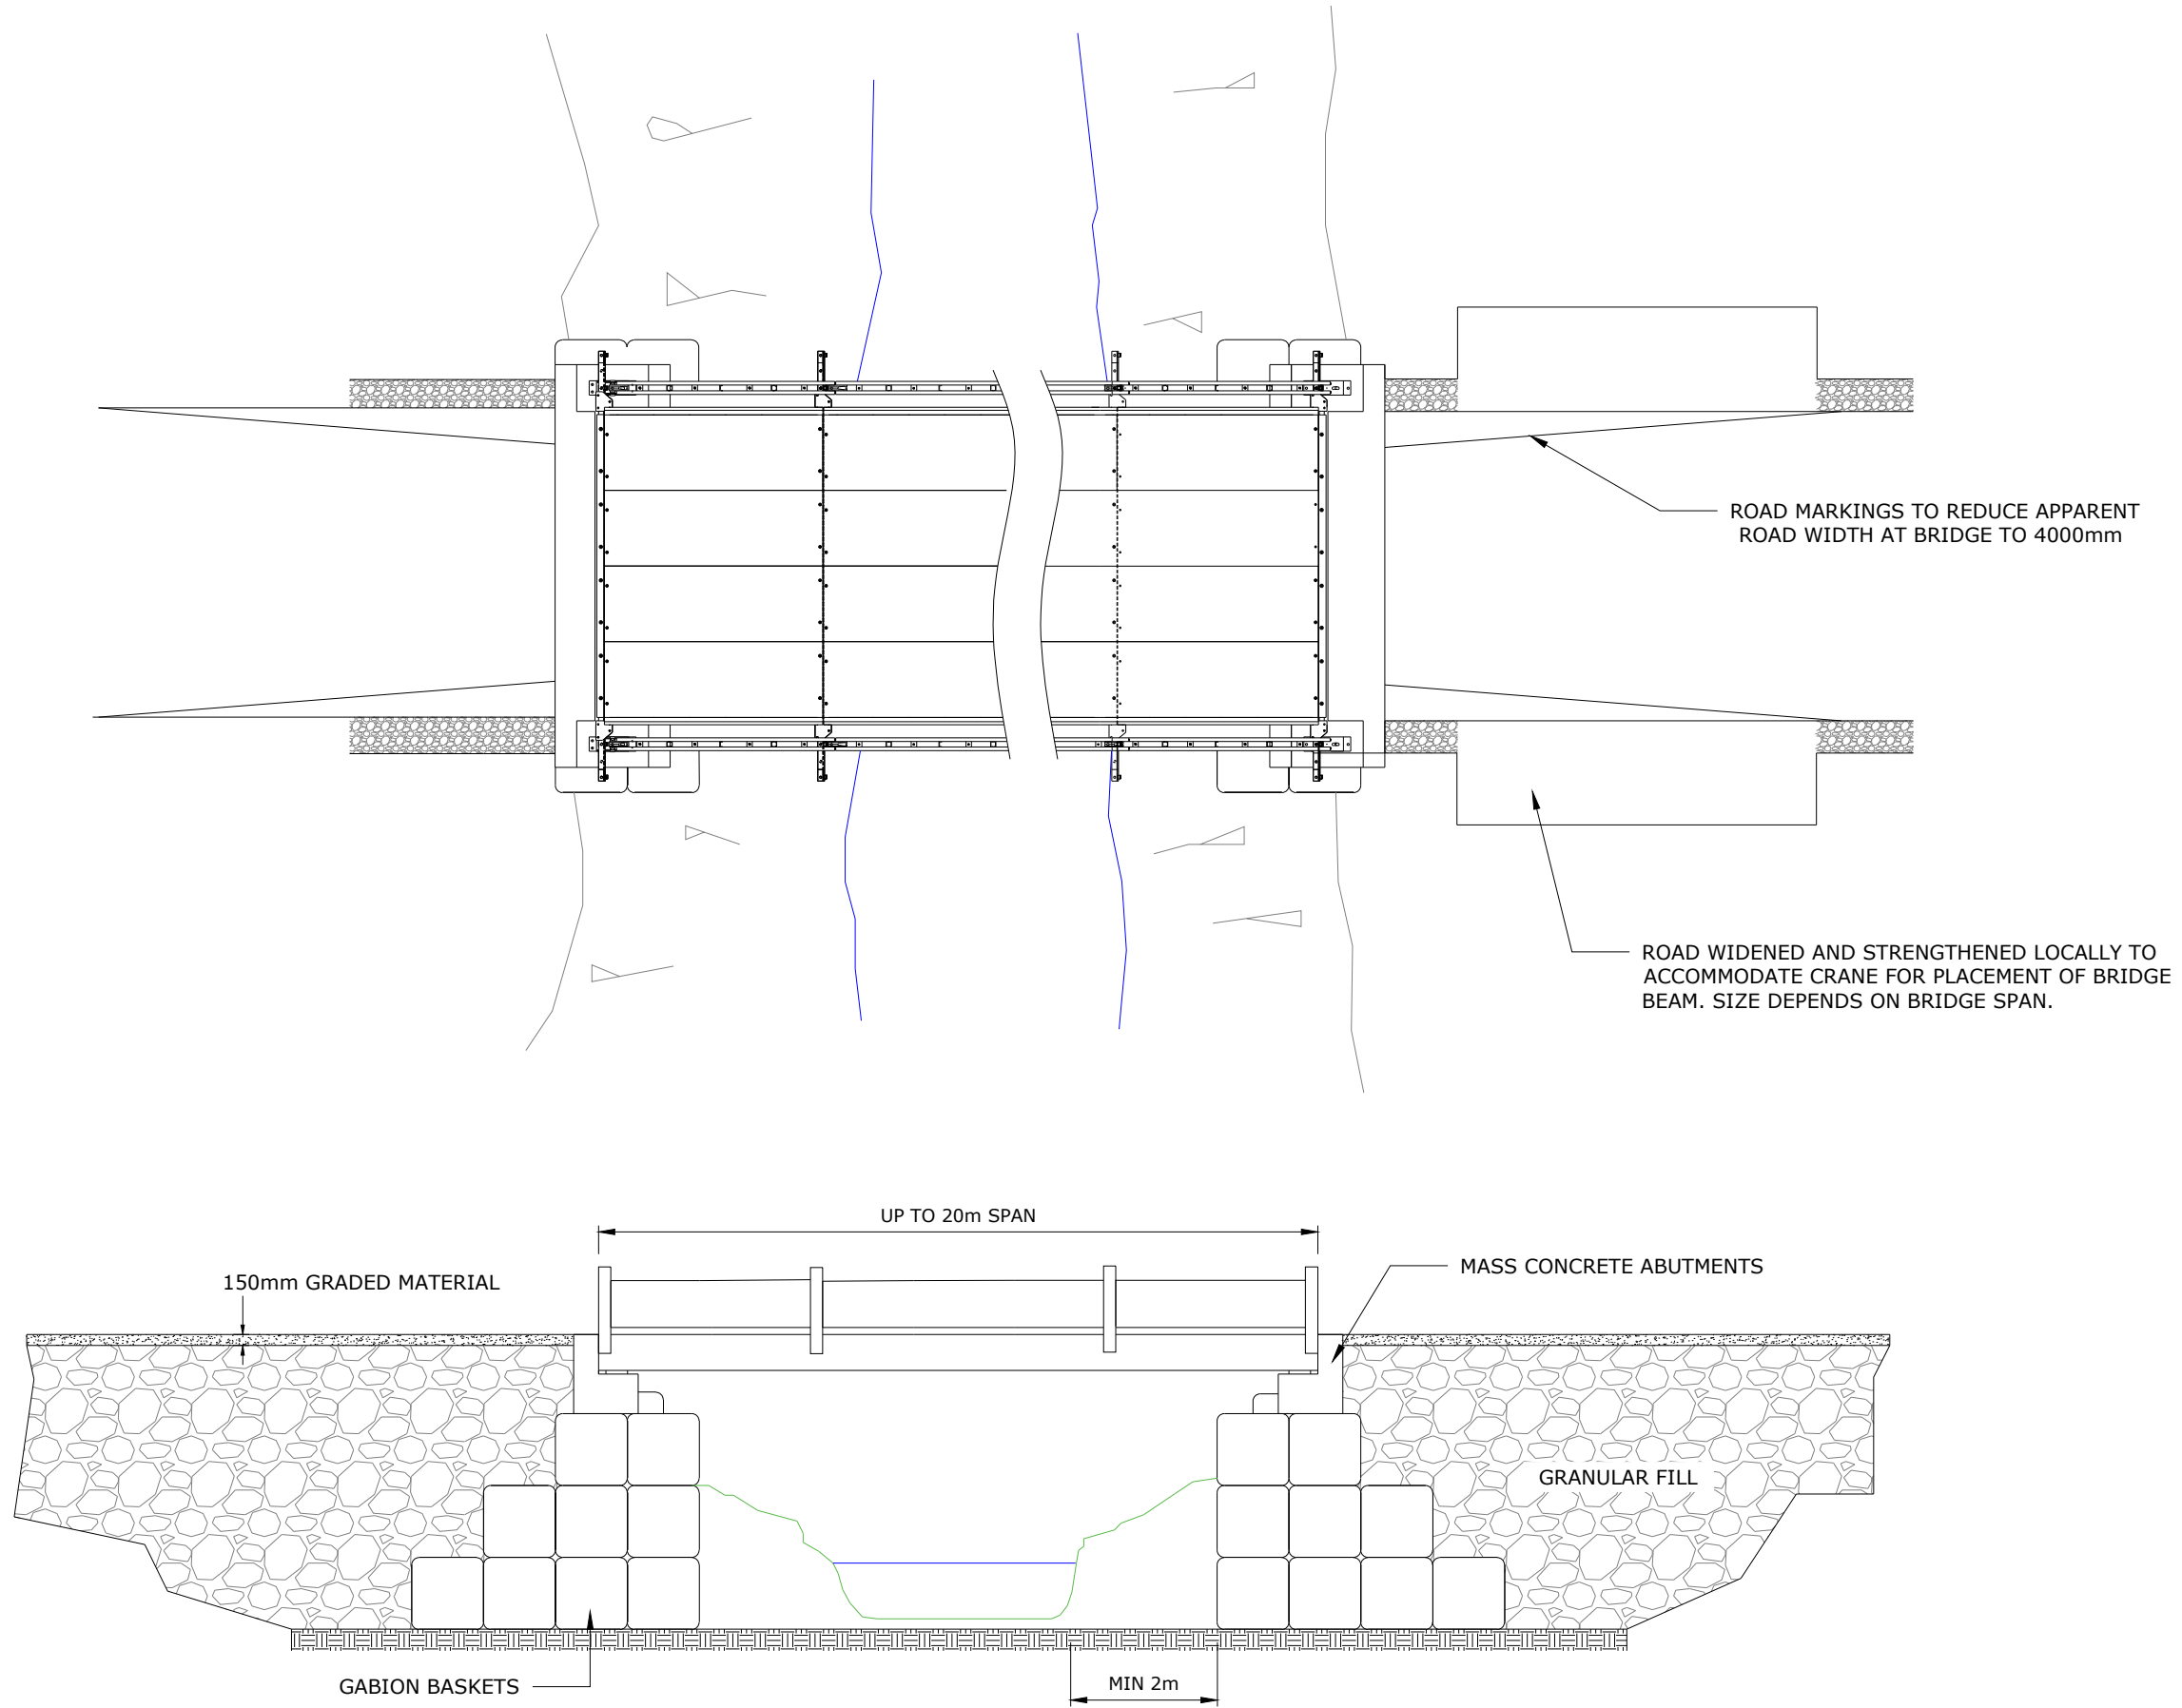 ROAD MARKINGS TO REDUCE APPARENT
ROAD WIDTH AT BRIDGE TO 4000mm
ROAD WIDENED AND STRENGTHENED LOCALLY TO
ACCOMMODATE CRANE FOR PLACEMENT OF BRIDGE
BEAM. SIZE DEPENDS ON BRIDGE SPAN.
UP TO 20m SPAN
150mm GRADED MATERIAL
MASS CONCRETE ABUTMENTS
GRANULAR FILL
GABION BASKETS
MIN 2m